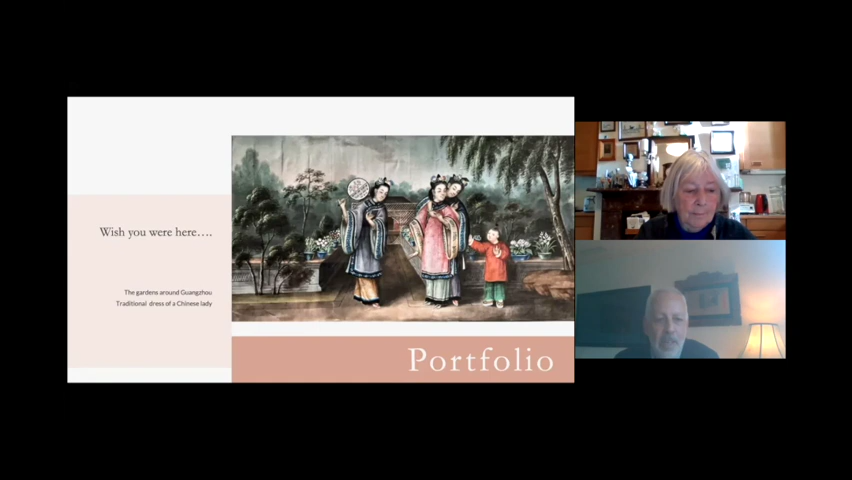 Wish you were here….
The gardens around Guangzhou
Traditional dress of a Chinese lady
Portfolio